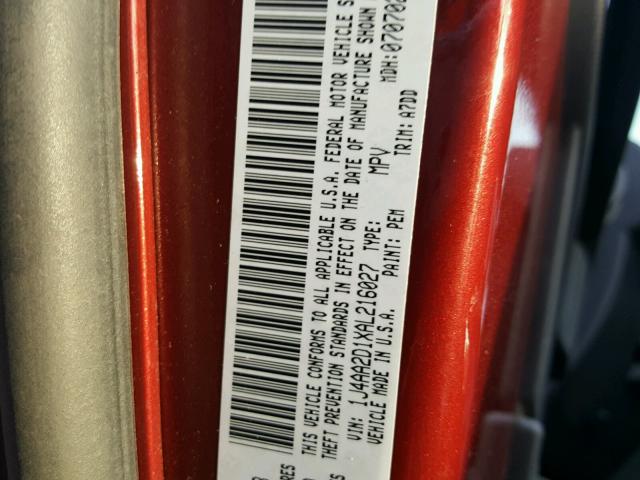 THIS VEHICLE CONFORMS TO ALL APPLICABLE U.S.A. FEDERAL MOTOR VEHICLE S
THEFT PREVENTION STANDARDS IN EFFECT ON THE DATE OF MANUFACTURE SHOWN
VIN: 1J4AA2D1XAL216027 TYPE: MPV MDH:070702
VEHICLE MADE IN U.S.A. PAINT: PEM TRIM: A7DD